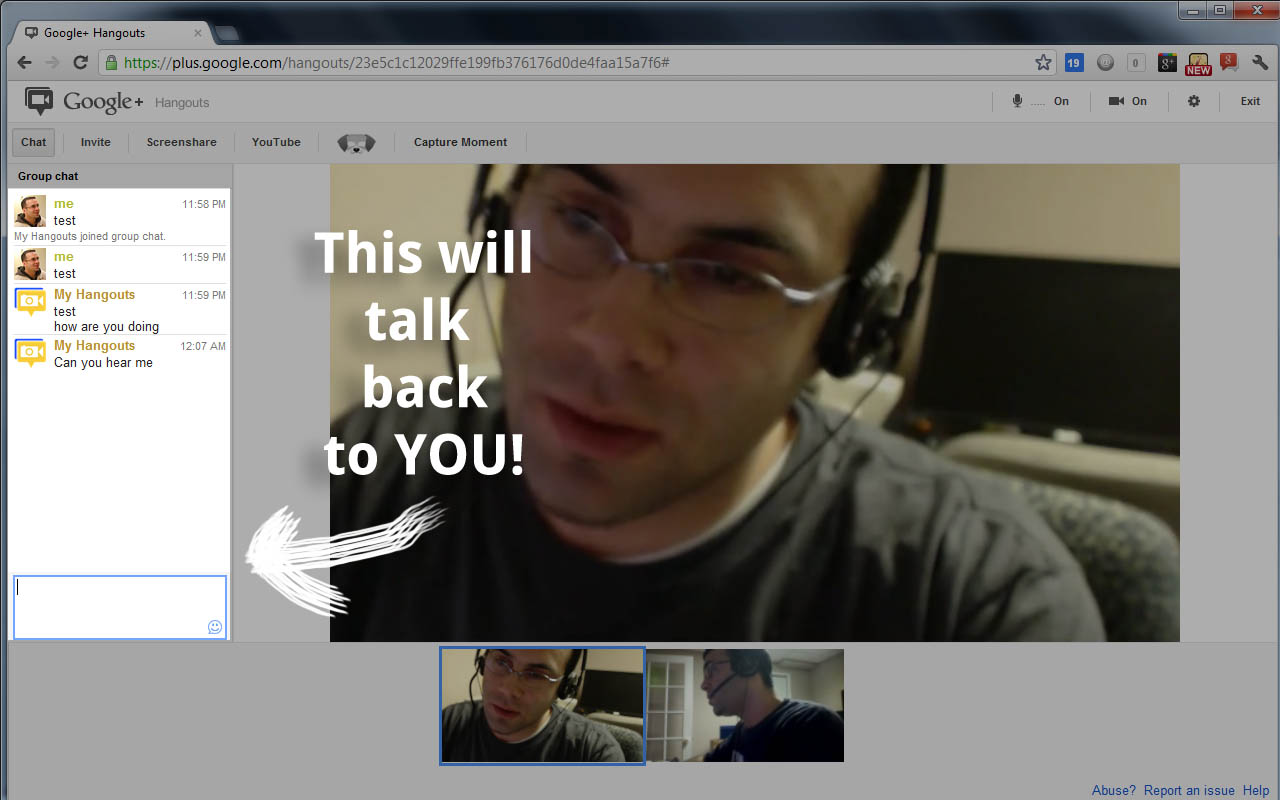 Google+ Hangouts
https://plus.google.com/hangouts/23e5c1c12029ffe199fb376176d0de4faa15a7f6#
19
0
g+
NEW
8
Google+ Hangouts
..... On
On
Exit
Chat
Invite
Screenshare
YouTube
Capture Moment
Group chat
me 11:58 PM
test
My Hangouts joined group chat.
me 11:59 PM
test
My Hangouts 11:59 PM
test
how are you doing
My Hangouts 12:07 AM
Can you hear me
This will
talk
back
to YOU!
Abuse? Report an issue Help